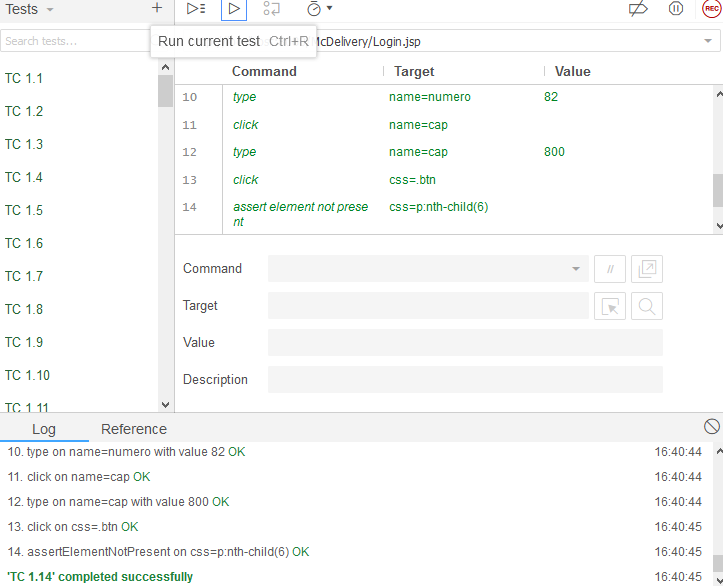 Tests
REC
Search tests...
Run current test Ctrl+R
McDelivery/Login.jsp
Command Target Value
TC 1.1
TC 1.2
TC 1.3
TC 1.4
TC 1.5
TC 1.6
TC 1.7
TC 1.8
TC 1.9
TC 1.10
TC 1.11
10 type name=numero 82
11 click name=cap
12 type name=cap 800
13 click css=.btn
14 assert element not prese
nt css=p:nth-child(6)
Command
//
Target
Value
Description
Log Reference
10. type on name=numero with value 82 OK 16:40:44
11. click on name=cap OK 16:40:44
12. type on name=cap with value 800 OK 16:40:44
13. click on css=.btn OK 16:40:45
14. assertElementNotPresent on css=p:nth-child(6) OK 16:40:45
'TC 1.14' completed successfully 16:40:45